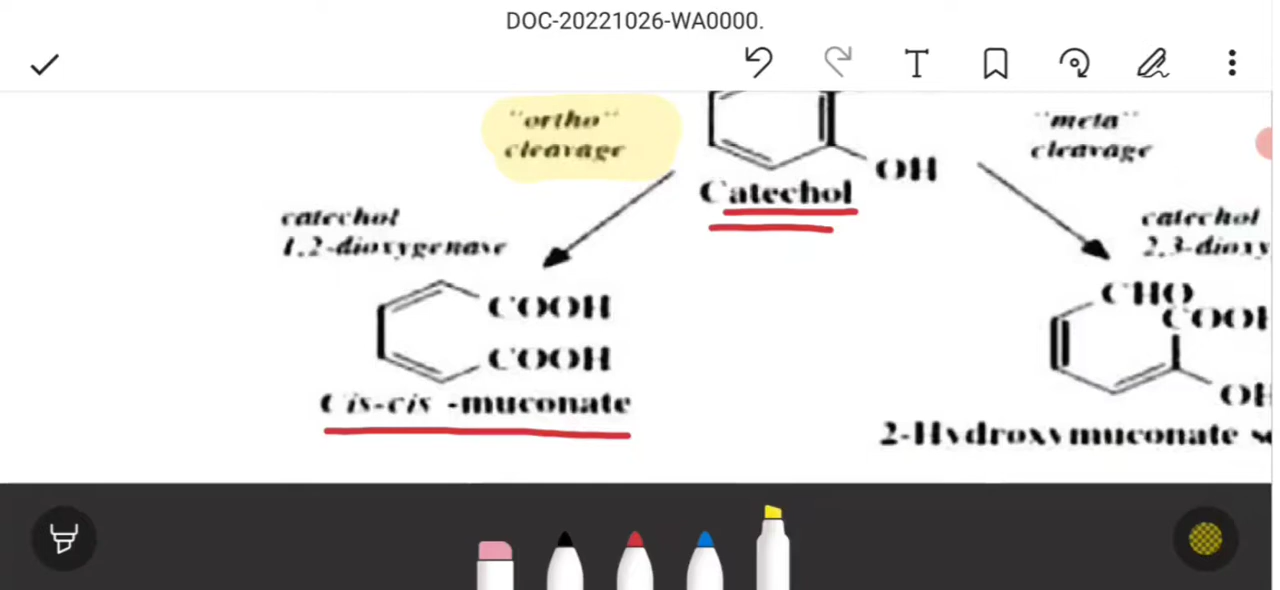 DOC-20221026-WA0000.
T
"ortho"
cleavage
"meta"
cleavage
OH
Catechol
catechol
1,2-dioxygenase
catechol
2,3-dioxy
COOH
COOH
Cis-cis -muconate
CHO
COOH
OH
2-Hydroxymuconate se